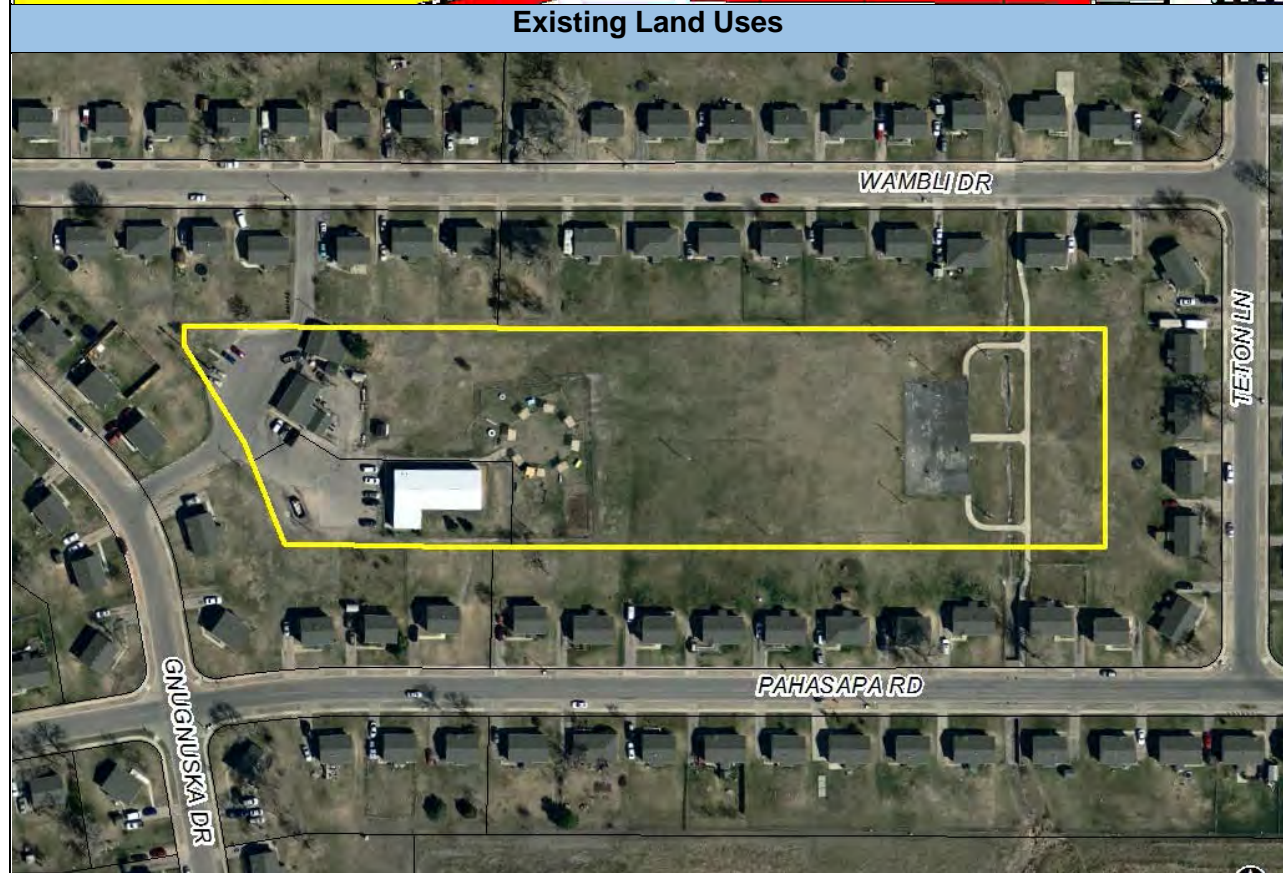 Existing Land Uses
WAMBLI DR
TETON LN
PAHASAPA RD
GNUGNUSKA DR